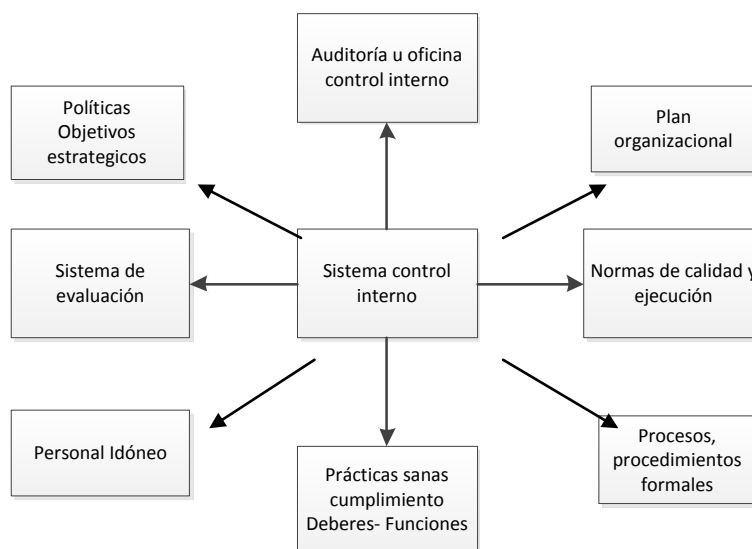 Auditoría u oficina
control interno
Políticas
Objetivos
estrategicos
Plan
organizacional
Sistema de
evaluación
Sistema control
interno
Normas de calidad y
ejecución
Personal Idóneo
Prácticas sanas
cumplimiento
Deberes- Funciones
Procesos,
procedimientos
formales